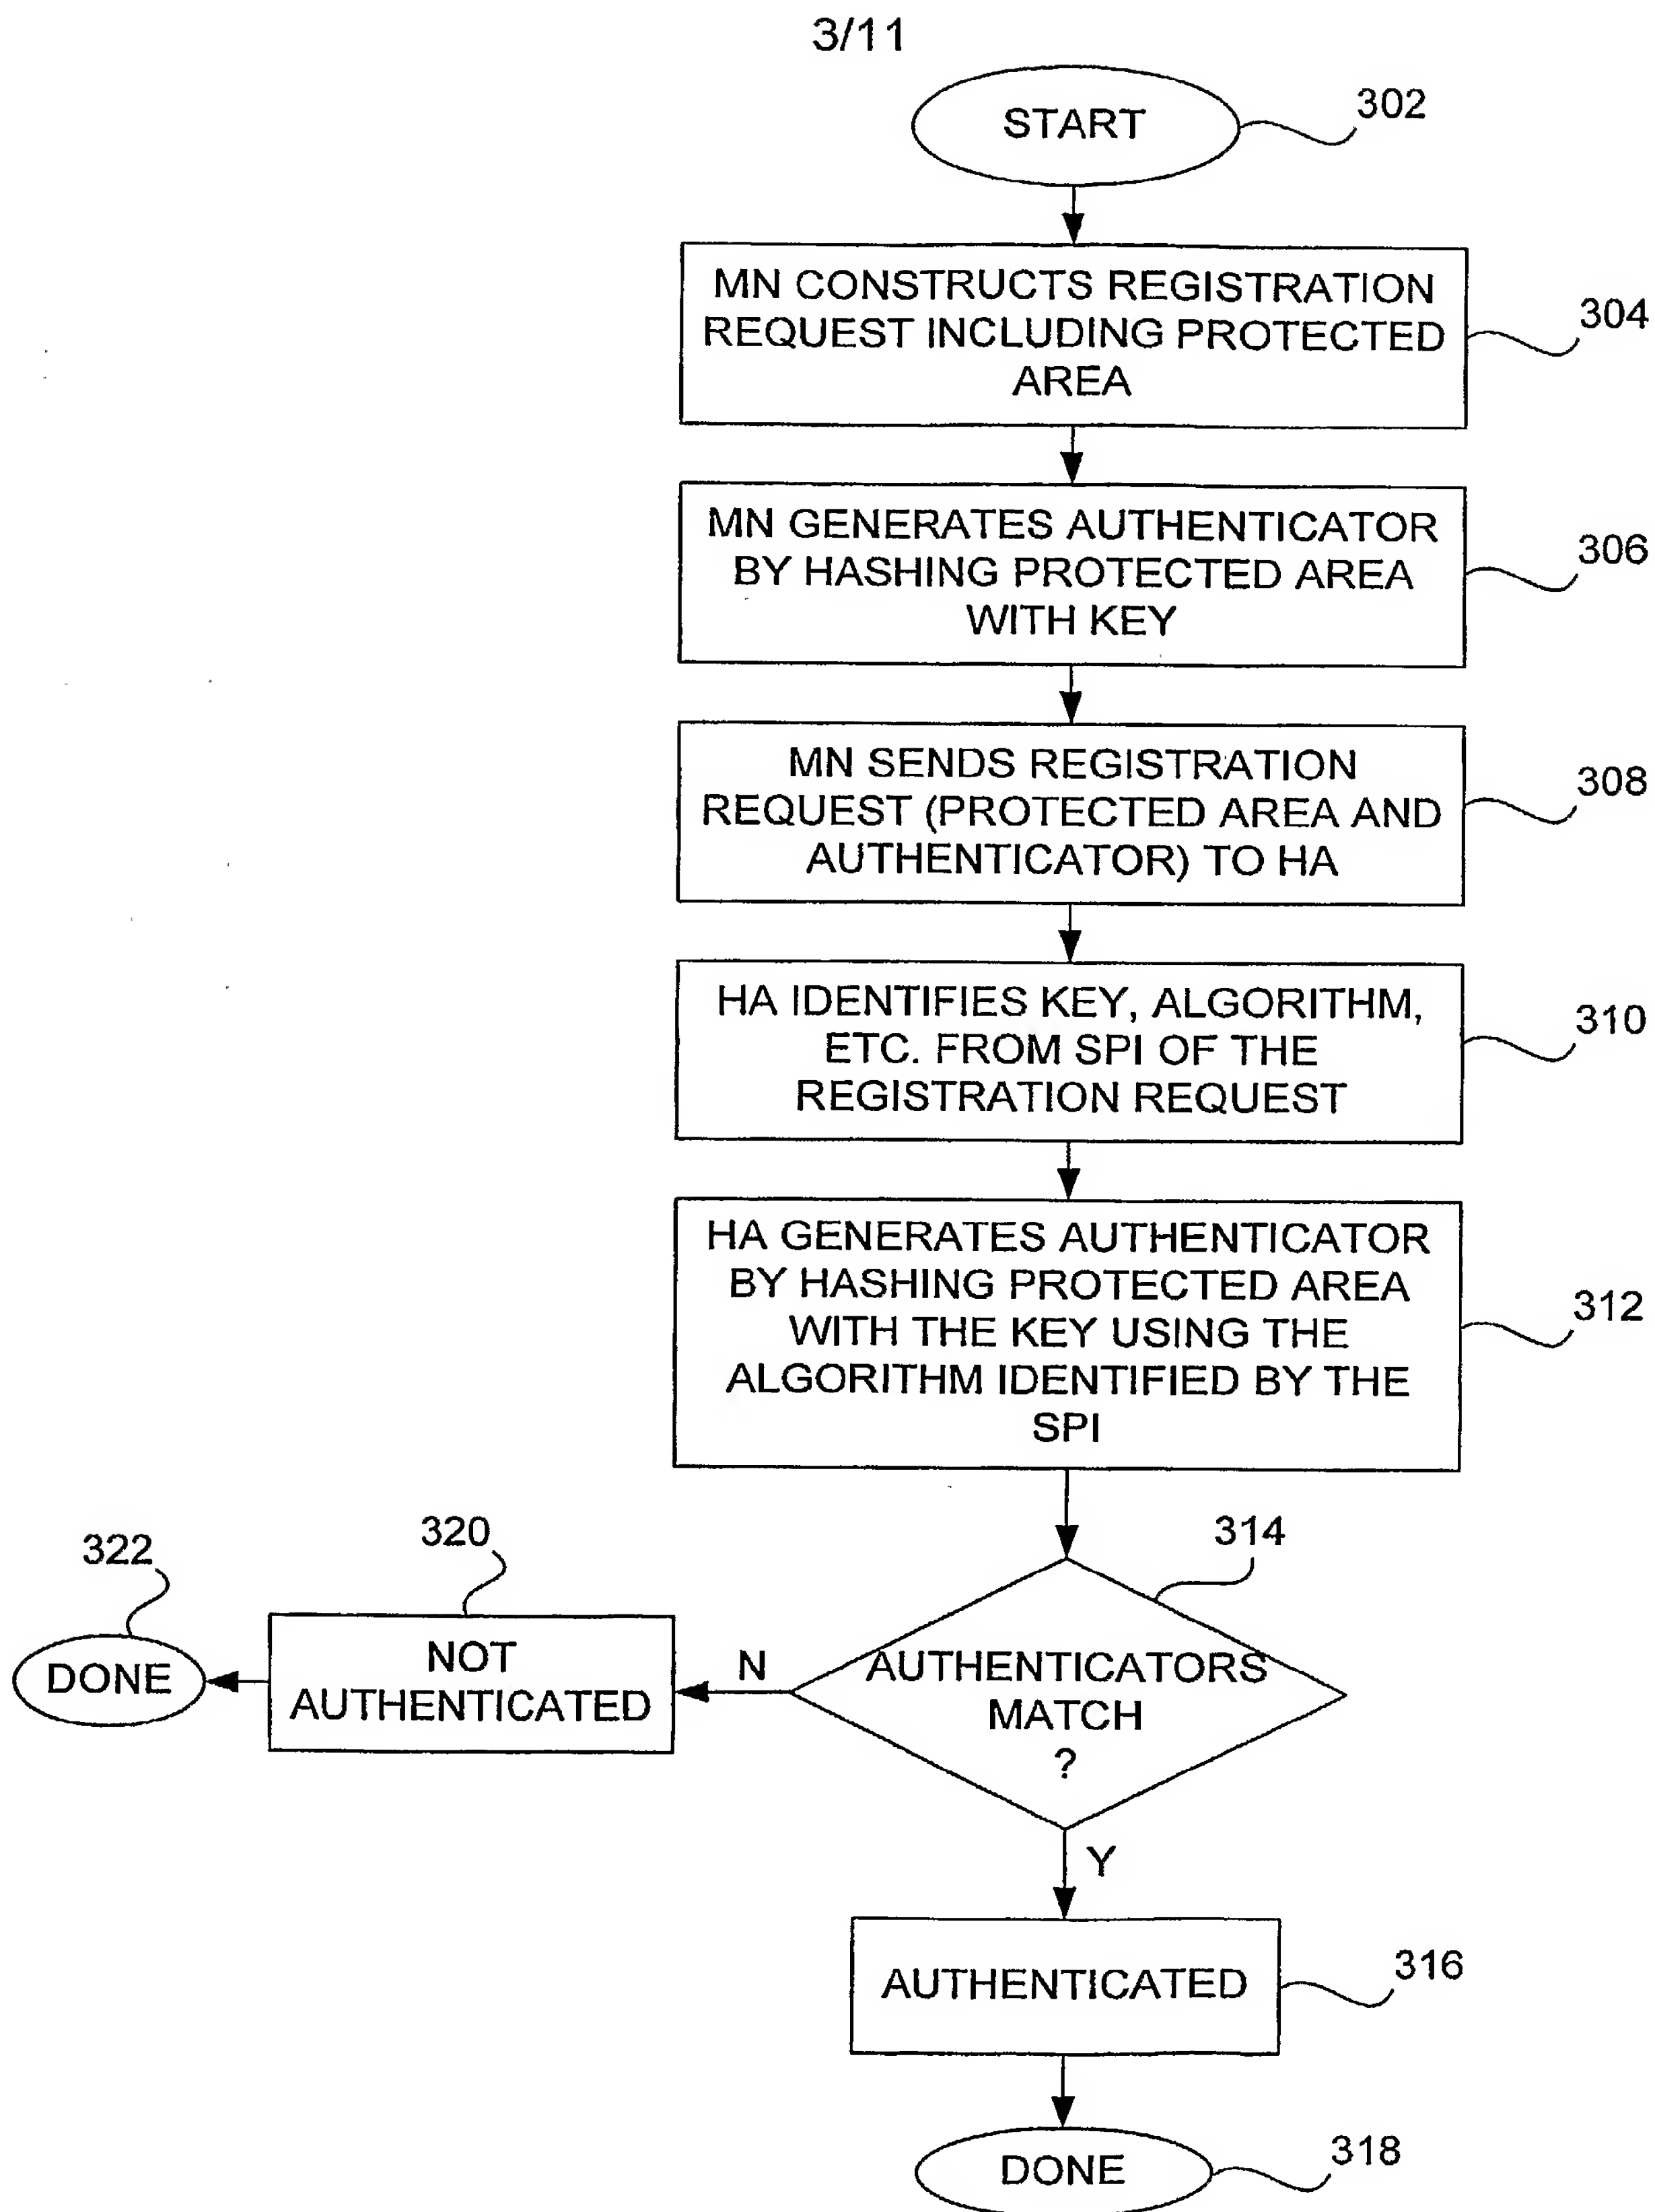 3/11
START
302
MN CONSTRUCTS REGISTRATION
REQUEST INCLUDING PROTECTED
AREA
304
MN GENERATES AUTHENTICATOR
BY HASHING PROTECTED AREA
WITH KEY
306
MN SENDS REGISTRATION
REQUEST (PROTECTED AREA AND
AUTHENTICATOR) TO HA
308
HA IDENTIFIES KEY, ALGORITHM,
ETC. FROM SPI OF THE
REGISTRATION REQUEST
310
HA GENERATES AUTHENTICATOR
BY HASHING PROTECTED AREA
WITH THE KEY USING THE
ALGORITHM IDENTIFIED BY THE
SPI
312
314
AUTHENTICATORS
MATCH
?
N
320
NOT
AUTHENTICATED
322
DONE
Y
AUTHENTICATED
316
DONE
318